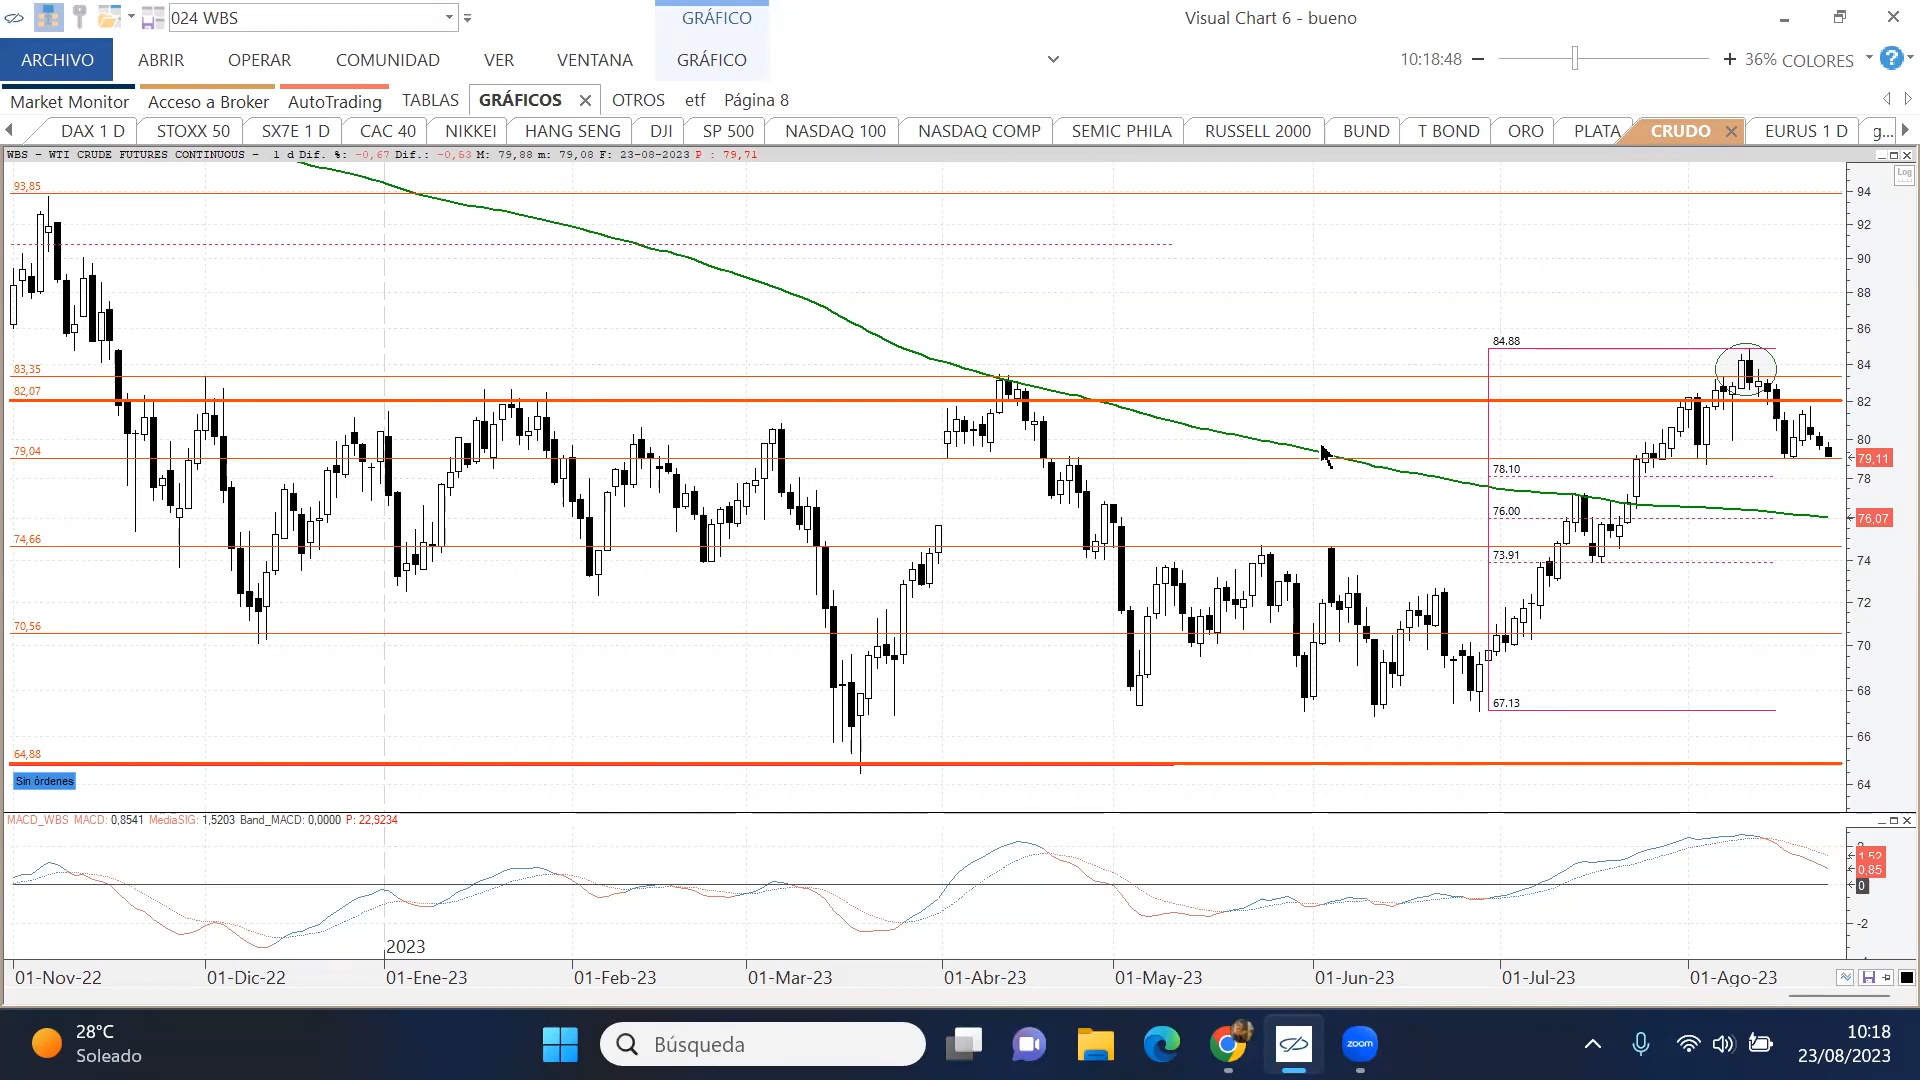 024 WBS
GRÁFICO
Visual Chart 6 - bueno
ARCHIVO ABRIR OPERAR COMUNIDAD VER VENTANA GRÁFICO
10:18:48
36% COLORES
Market Monitor Acceso a Broker AutoTrading TABLAS GRÁFICOS OTROS etf Página 8
DAX 1 D STOXX 50 SX7E 1 D CAC 40 NIKKEI HANG SENG DJI SP 500 NASDAQ 100 NASDAQ COMP SEMIC PHILA RUSSELL 2000 BUND T BOND ORO PLATA CRUDO EURUS 1 D g...
WBS - WTI CRUDE FUTURES CONTINUOUS - 1 d Dif. %: -0,67 Dif.: -0,53 M: 79,88 m: 79,08 F: 23-08-2023 P : 79,71
Log
93,85
94
92
90
88
86
84.88
84
83,35
82,07
82
80
79,04
79,11
78.10
78
76.00
76,07
74,66
73.91
74
72
70,56
70
68
67.13
66
64,88
64
Sin órdenes
MACD_WBS MACD: 0,8541 MediaSIG: 1,5203 Band_MACD: 0,0000 P: 22,9234
1,52
0,85
0
-2
2023
01-Nov-22 01-Dic-22 01-Ene-23 01-Feb-23 01-Mar-23 01-Abr-23 01-May-23 01-Jun-23 01-Jul-23 01-Ago-23
28°C
Soleado
Búsqueda
zoom
10:18
23/08/2023